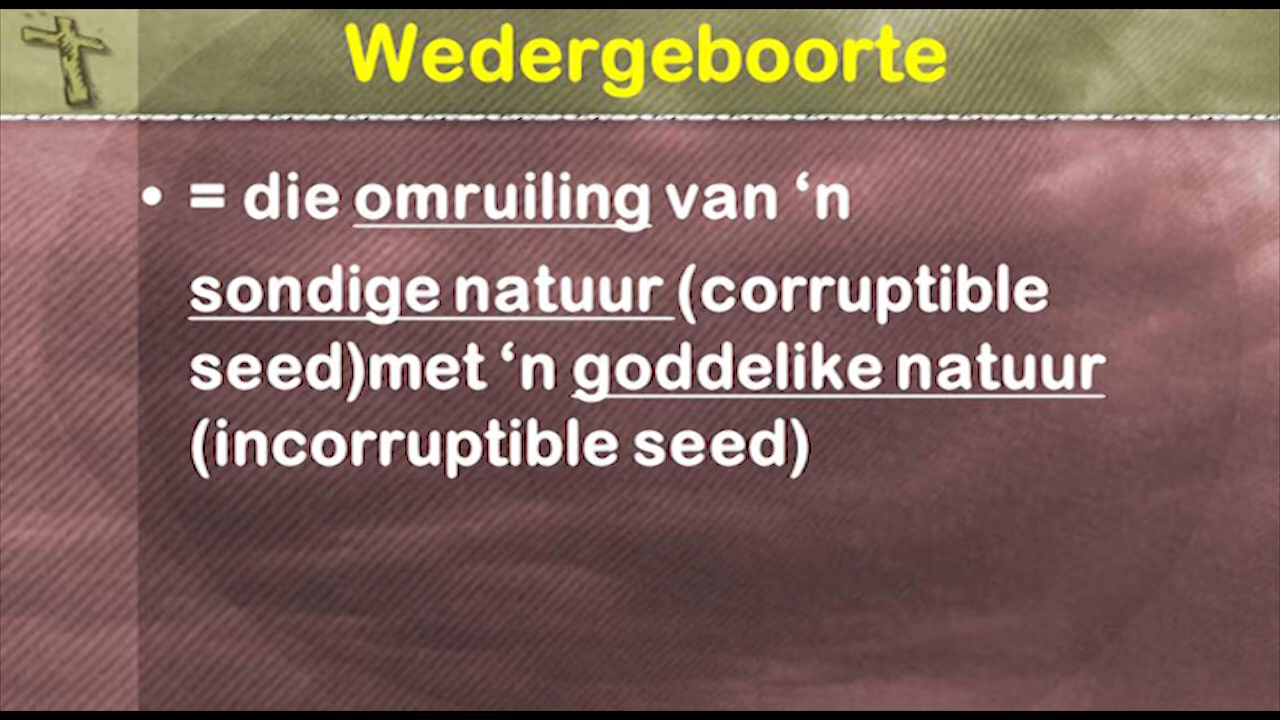 Wedergeboorte
• = die omruiling van ‘n
sondige natuur (corruptible
seed)met ‘n goddelike natuur
(incorruptible seed)